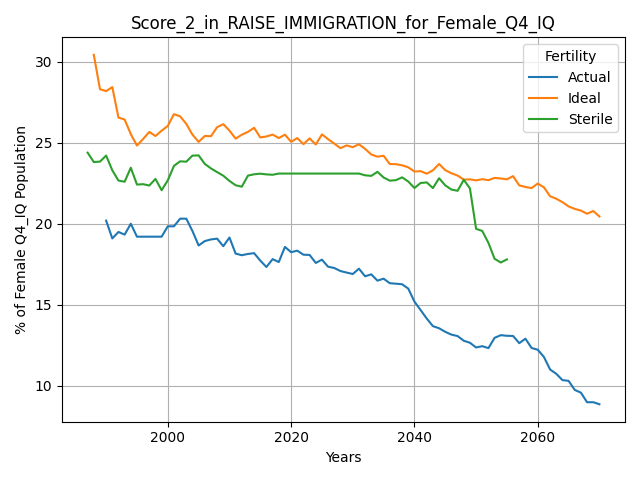 Score_2_in_RAISE_IMMIGRATION_for_Female_Q4_IQ
Fertility
Actual
Ideal
Sterile
% of Female Q4_IQ Population
30
25
20
15
10
2000 2020 2040 2060
Years